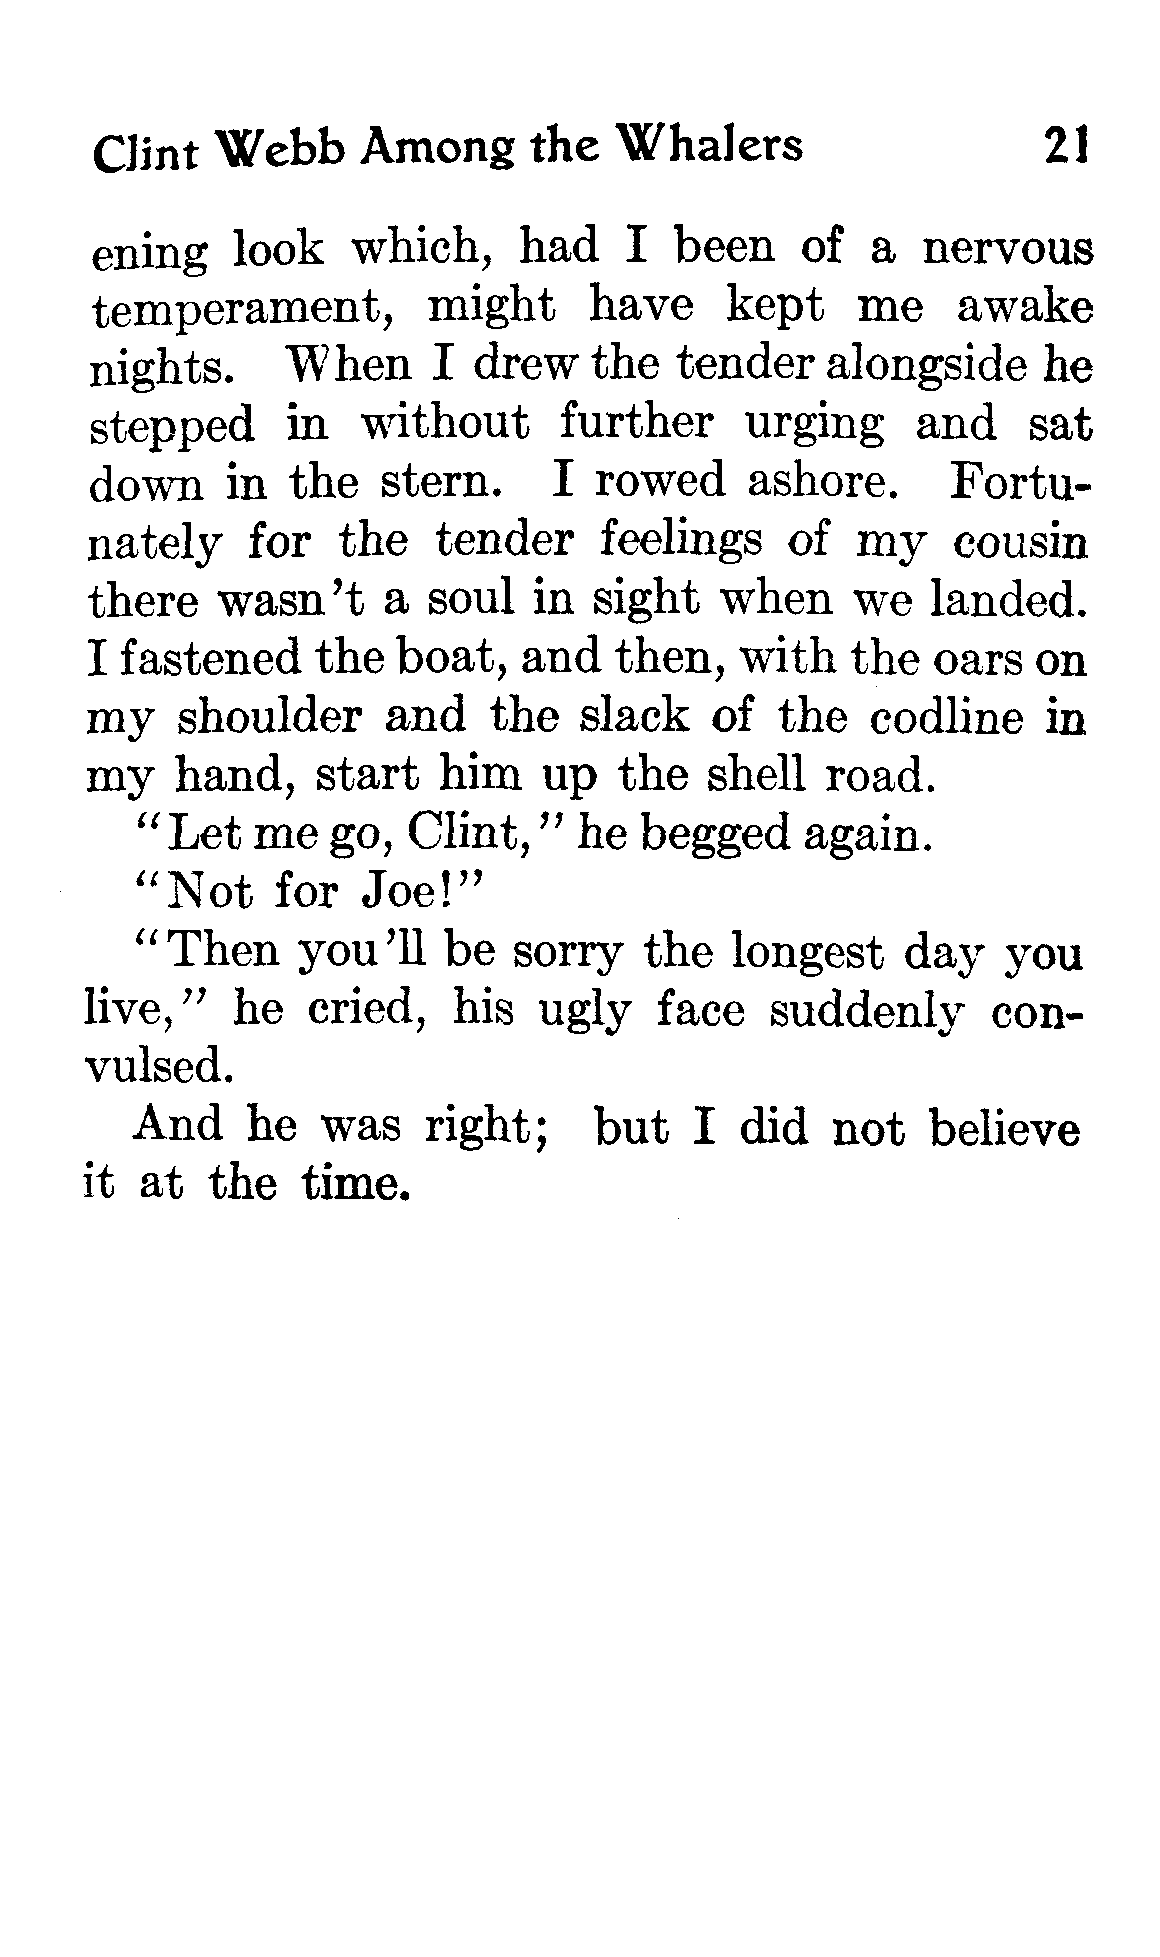 Clint Webb Among the Whalers 21
ening look which, had I been of a nervous
temperament, might have kept me awake
nights. When I drew the tender alongside he
stepped in without further urging and sat
down in the stern. I rowed ashore. Fortu-
nately for the tender feelings of my cousin
there wasn't a soul in sight when we landed.
I fastened the boat, and then, with the oars on
my shoulder and the slack of the codline in
my hand, start him up the shell road.
"Let me go, Clint," he begged again.
"Not for Joe!"
"Then you'll be sorry the longest day you
live," he cried, his ugly face suddenly con-
vulsed.
And he was right; but I did not believe
it at the time.